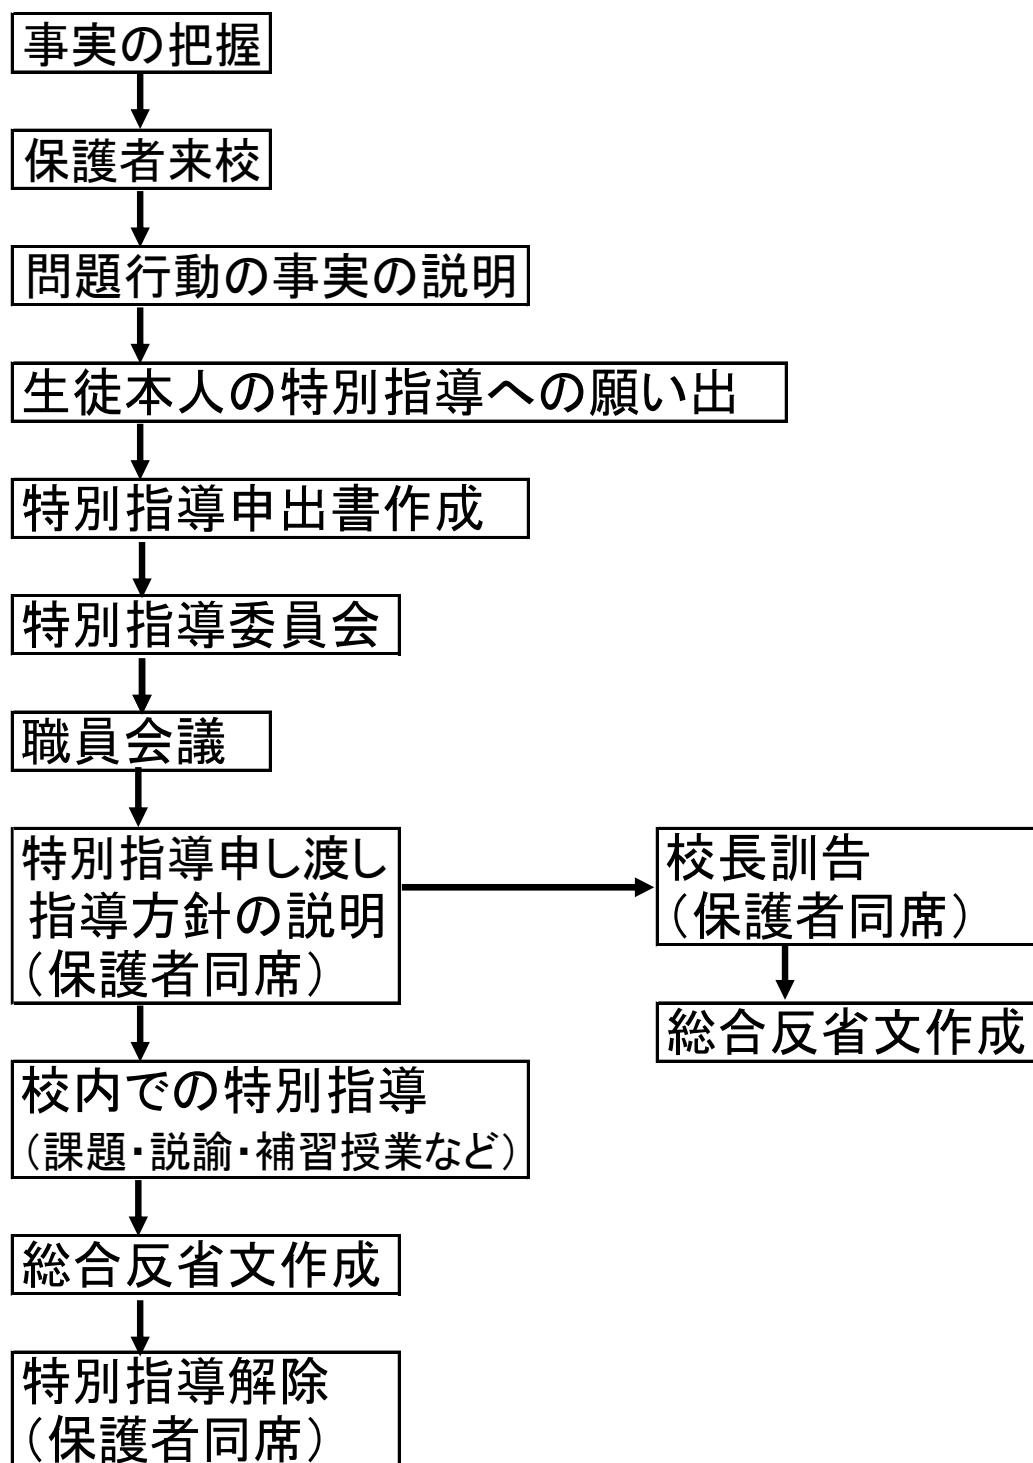 事実の把握
保護者来校
問題行動の事実の説明
生徒本人の特別指導への願い出
特別指導申出書作成
特別指導委員会
職員会議
特別指導申し渡し
指導方針の説明
（保護者同席）
校長訓告
（保護者同席）
総合反省文作成
校内での特別指導
（課題・説諭・補習授業など）
総合反省文作成
特別指導解除
（保護者同席）